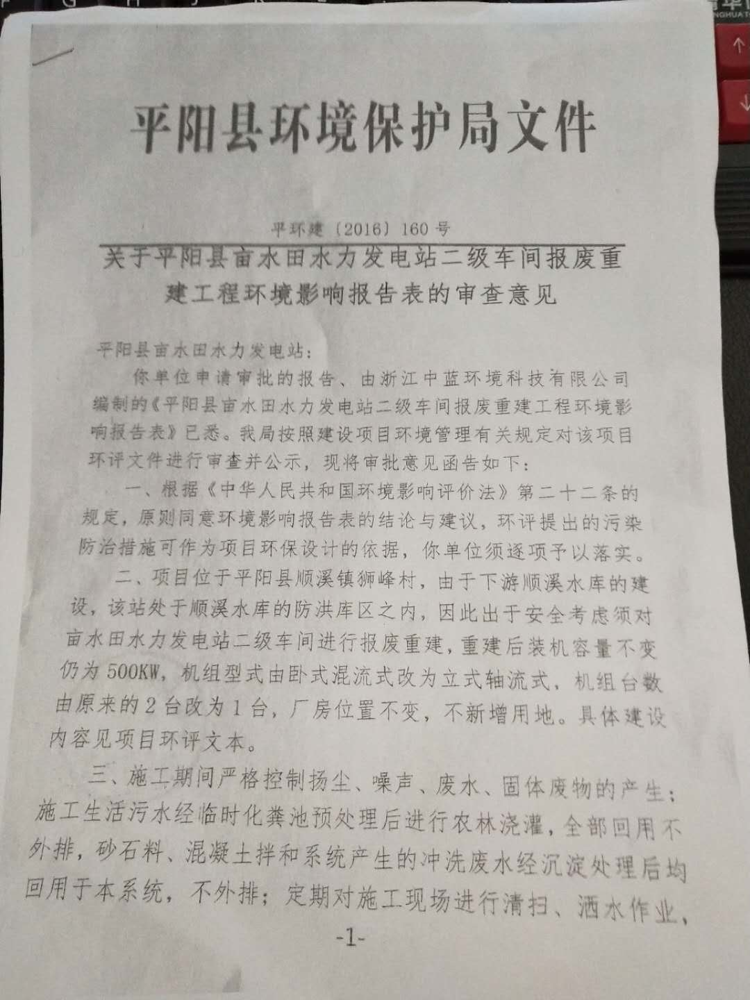 平阳县环境保护局文件
平环建〔2016〕160 号
关于平阳县亩水田水力发电站二级车间报废重
建工程环境影响报告表的审查意见
平阳县亩水田水力发电站：
你单位申请审批的报告、由浙江中蓝环境科技有限公司
编制的《平阳县亩水田水力发电站二级车间报废重建工程环境影
响报告表》已悉。我局按照建设项目环境管理有关规定对该项目
环评文件进行审查并公示，现将审批意见函告如下：
一、根据《中华人民共和国环境影响评价法》第二十二条的
规定，原则同意环境影响报告表的结论与建议，环评提出的污染
防治措施可作为项目环保设计的依据，你单位须逐项予以落实。
二、项目位于平阳县顺溪镇狮峰村，由于下游顺溪水库的建
设，该站处于顺溪水库的防洪库区之内，因此出于安全考虑须对
亩水田水力发电站二级车间进行报废重建，重建后装机容量不变
仍为 500KW，机组型式由卧式混流式改为立式轴流式，机组台数
由原来的 2 台改为 1 台，厂房位置不变，不新增用地。具体建设
内容见项目环评文本。
三、施工期间严格控制扬尘、噪声、废水、固体废物的产生；
施工生活污水经临时化粪池预处理后进行农林浇灌，全部回用不
外排，砂石料、混凝土拌和系统产生的冲洗废水经沉淀处理后均
回用于本系统，不外排；定期对施工现场进行清扫、洒水作业，
-1-